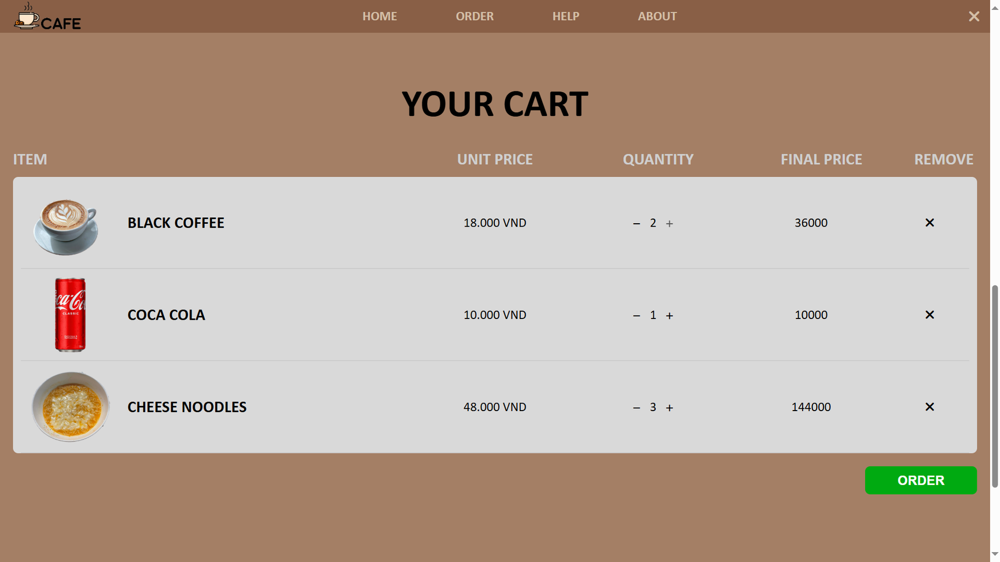 CAFE
HOME ORDER HELP ABOUT
YOUR CART
ITEM UNIT PRICE QUANTITY FINAL PRICE REMOVE
BLACK COFFEE 18.000 VND − 2 + 36000 ×
COCA COLA 10.000 VND − 1 + 10000 ×
CLASSIC
CHEESE NOODLES 48.000 VND − 3 + 144000 ×
ORDER